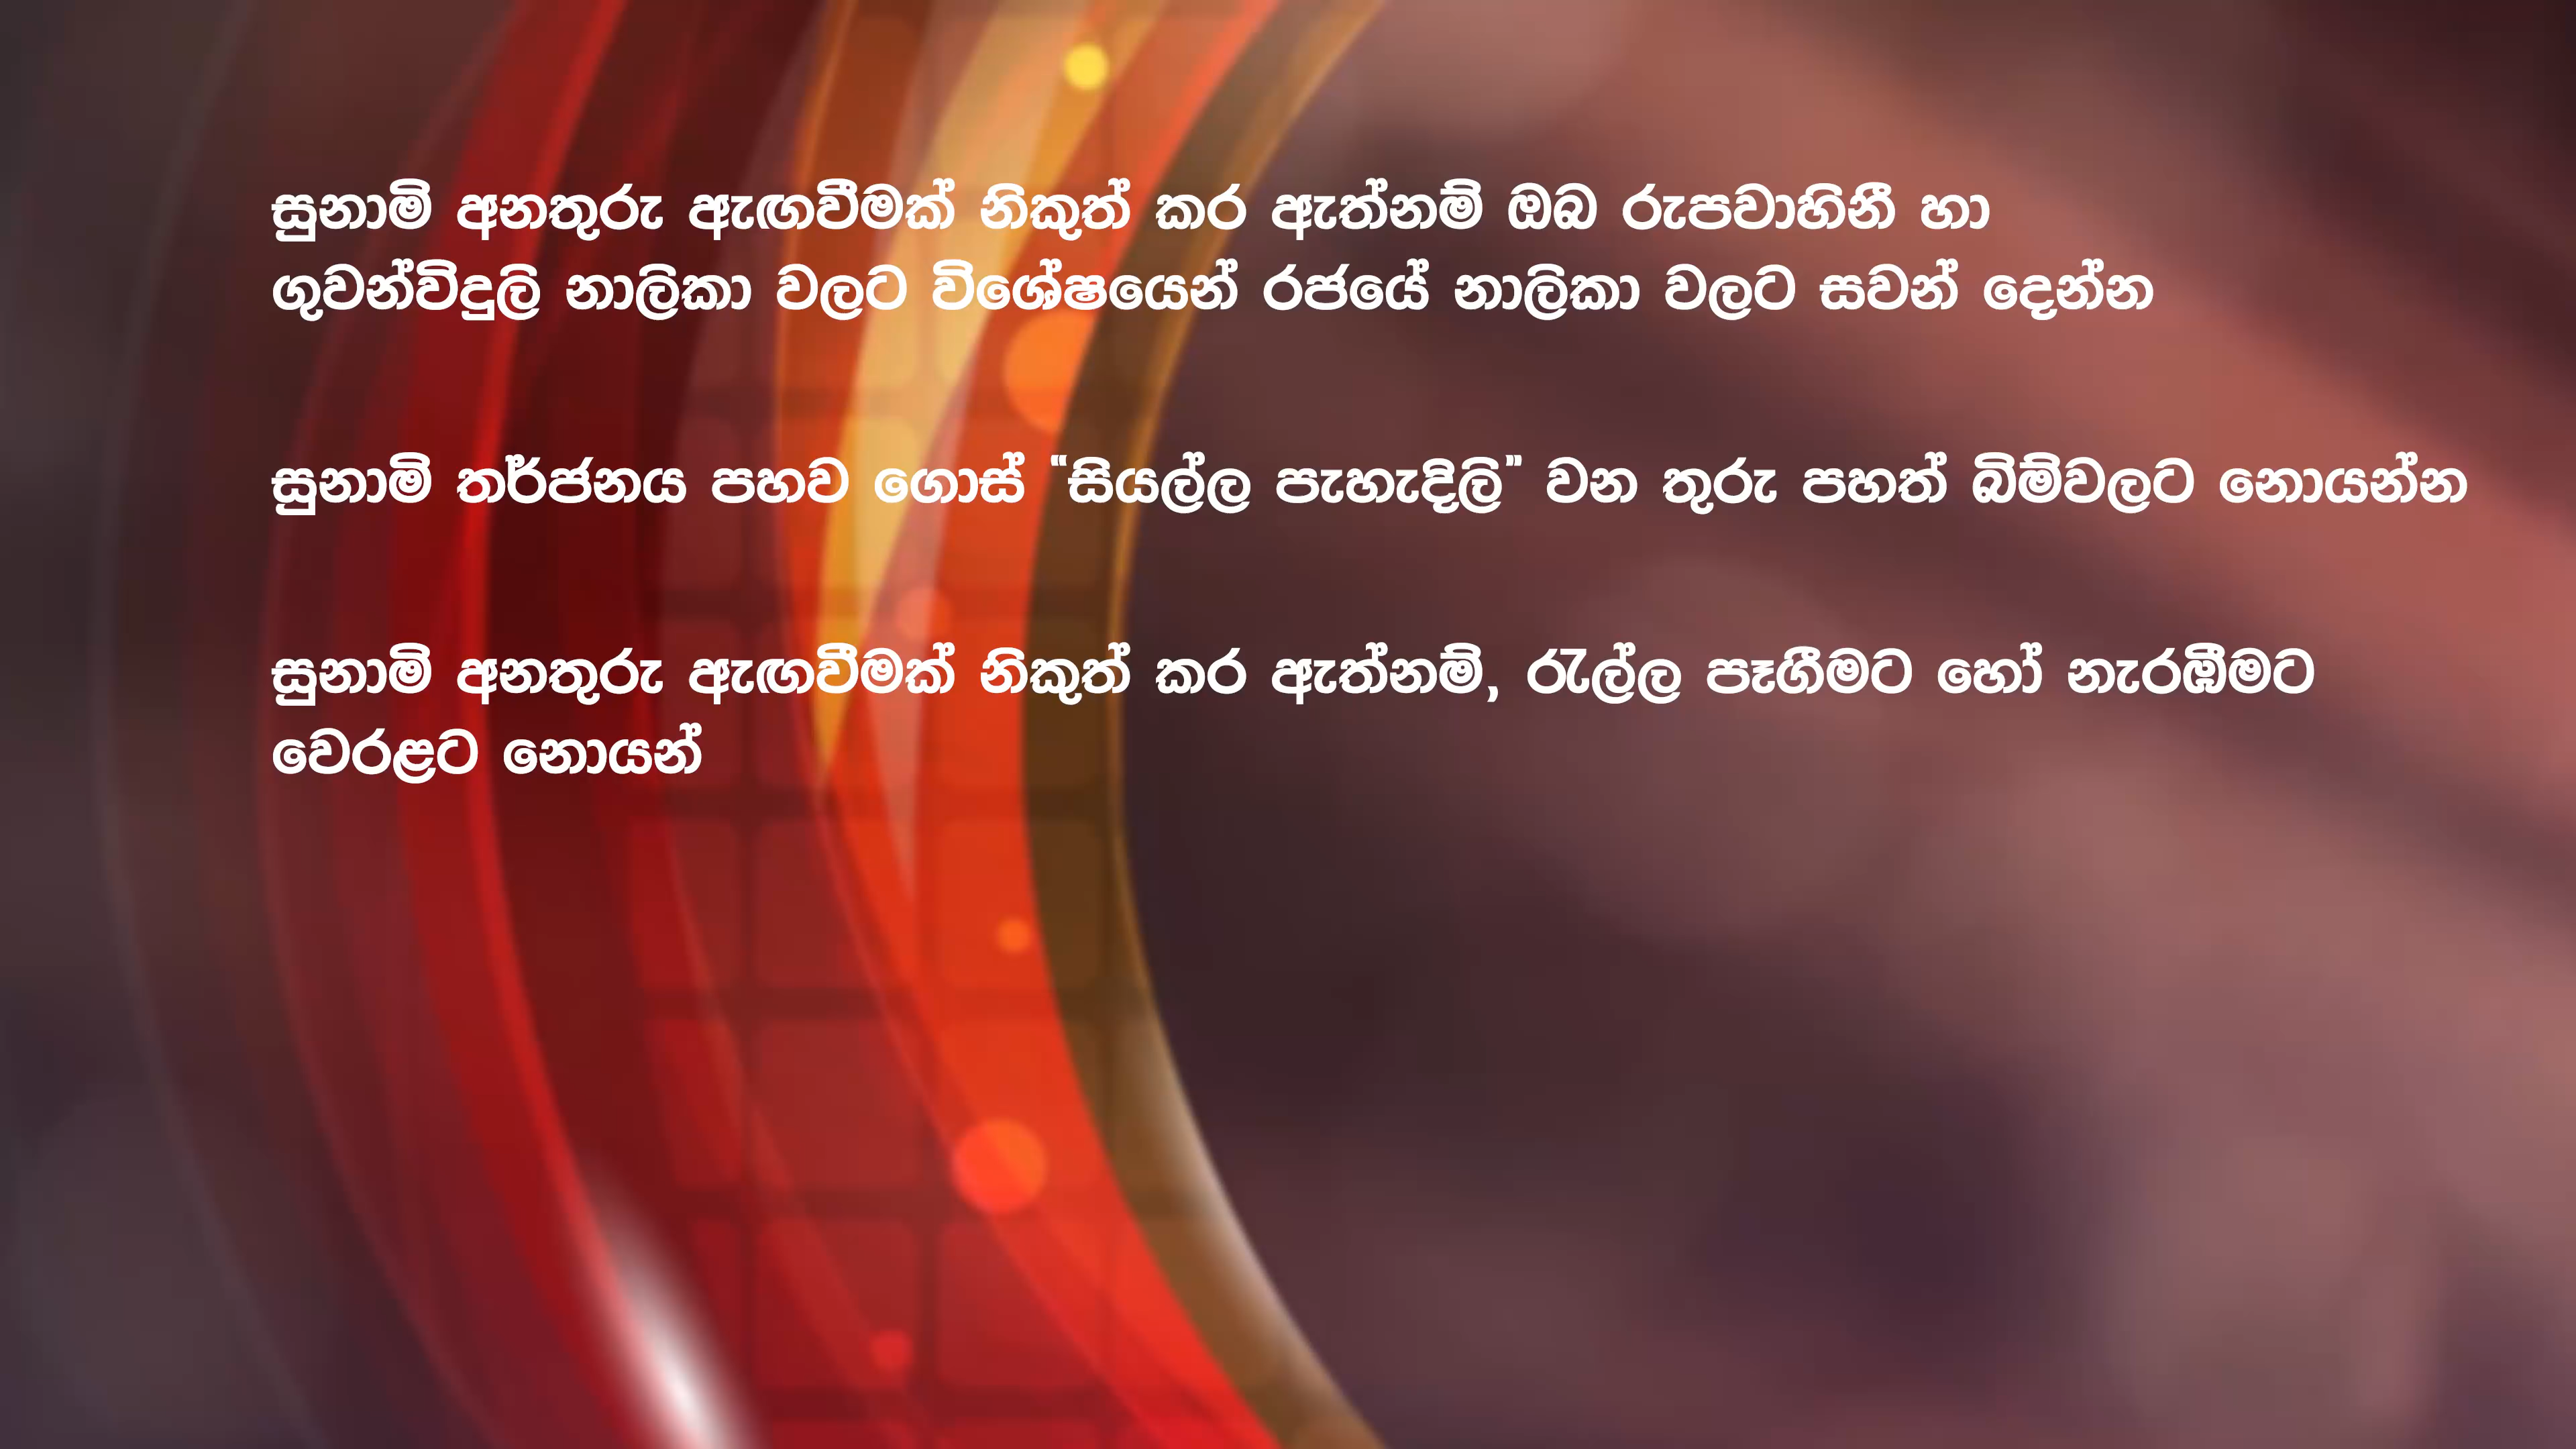 සුනාමි අනතුරු ඇඟවීමක් නිකුත් කර ඇත්නම් ඔබ රුපවාහිනී හා
ගුවන්විදුලි නාලිකා වලට විශේෂයෙන් රජයේ නාලිකා වලට සවන් දෙන්න
සුනාමි තර්ජනය පහව ගොස් “සියල්ල පැහැදිලි” වන තුරු පහත් බිම්වලට නොයන්න
සුනාමි අනතුරු ඇඟවීමක් නිකුත් කර ඇත්නම්, රැල්ල පෑගීමට හෝ නැරඹීමට
වෙරළට නොයන්